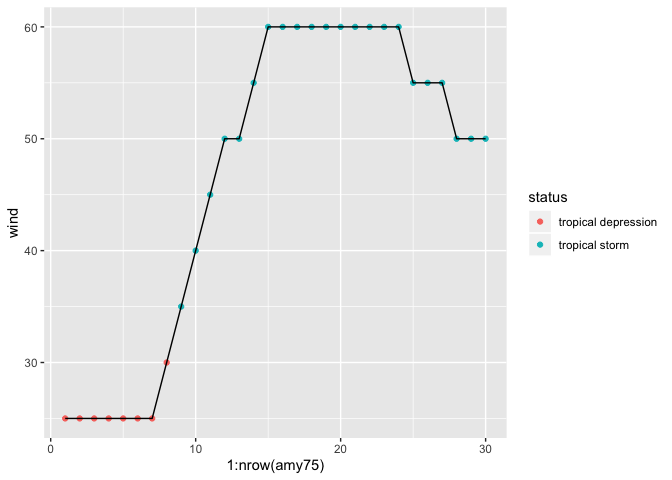 60
50
40
30
wind
0 10 20 30
1:nrow(amy75)
status
tropical depression
tropical storm